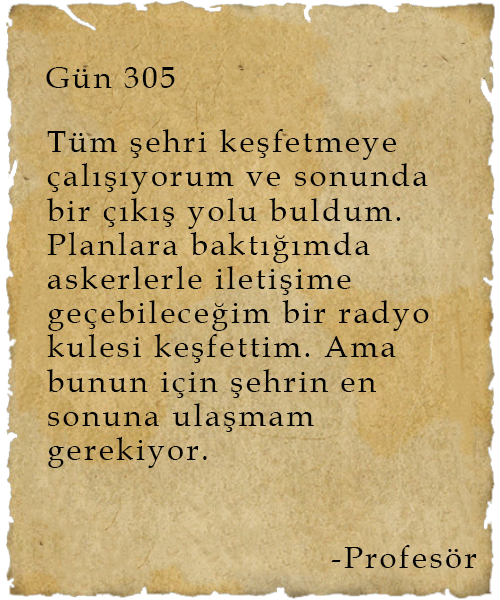 Gün 305
Tüm şehri keşfetmeye
çalışıyorum ve sonunda
bir çıkış yolu buldum.
Planlara baktığımda
askerlerle iletişime
geçebileceğim bir radyo
kulesi keşfettim. Ama
bunun için şehrin en
sonuna ulaşmam
gerekiyor.
-Profesör